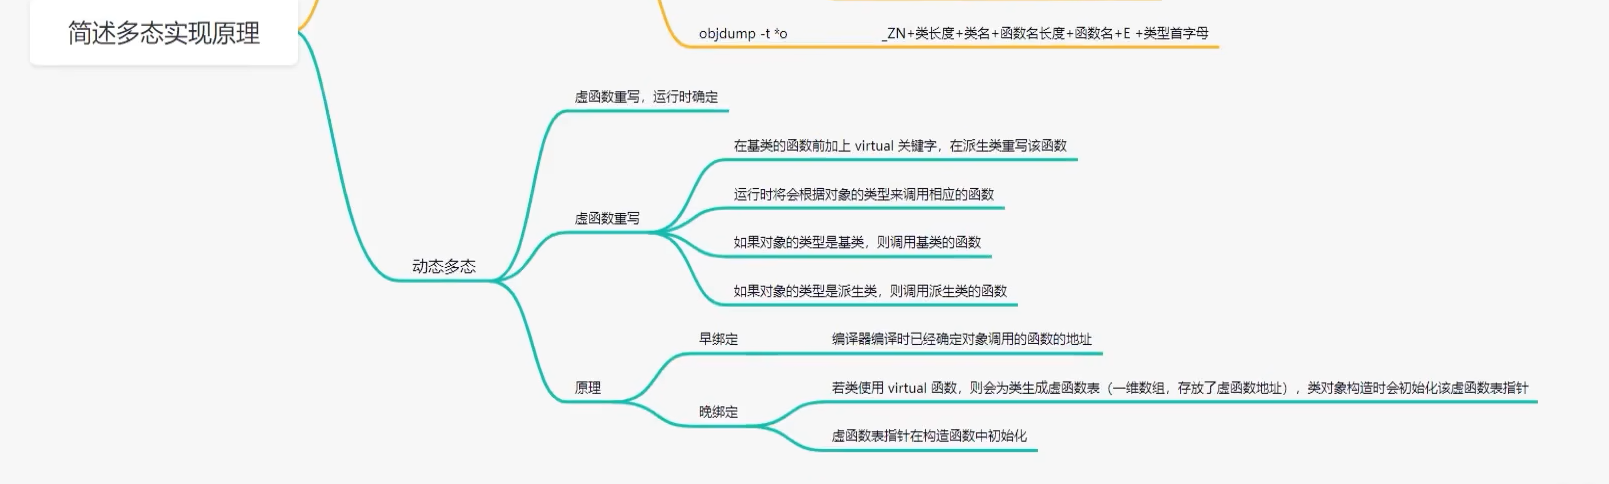 简述多态实现原理
objdump -t *o
_ZN+类长度+类名+函数名长度+函数名+E +类型首字母
动态多态
虚函数重写，运行时确定
虚函数重写
在基类的函数前加上 virtual 关键字，在派生类重写该函数
运行时将会根据对象的类型来调用相应的函数
如果对象的类型是基类，则调用基类的函数
如果对象的类型是派生类，则调用派生类的函数
原理
早绑定
编译器编译时已经确定对象调用的函数的地址
晚绑定
若类使用 virtual 函数，则会为类生成虚函数表（一维数组，存放了虚函数地址），类对象构造时会初始化该虚函数表指针
虚函数表指针在构造函数中初始化